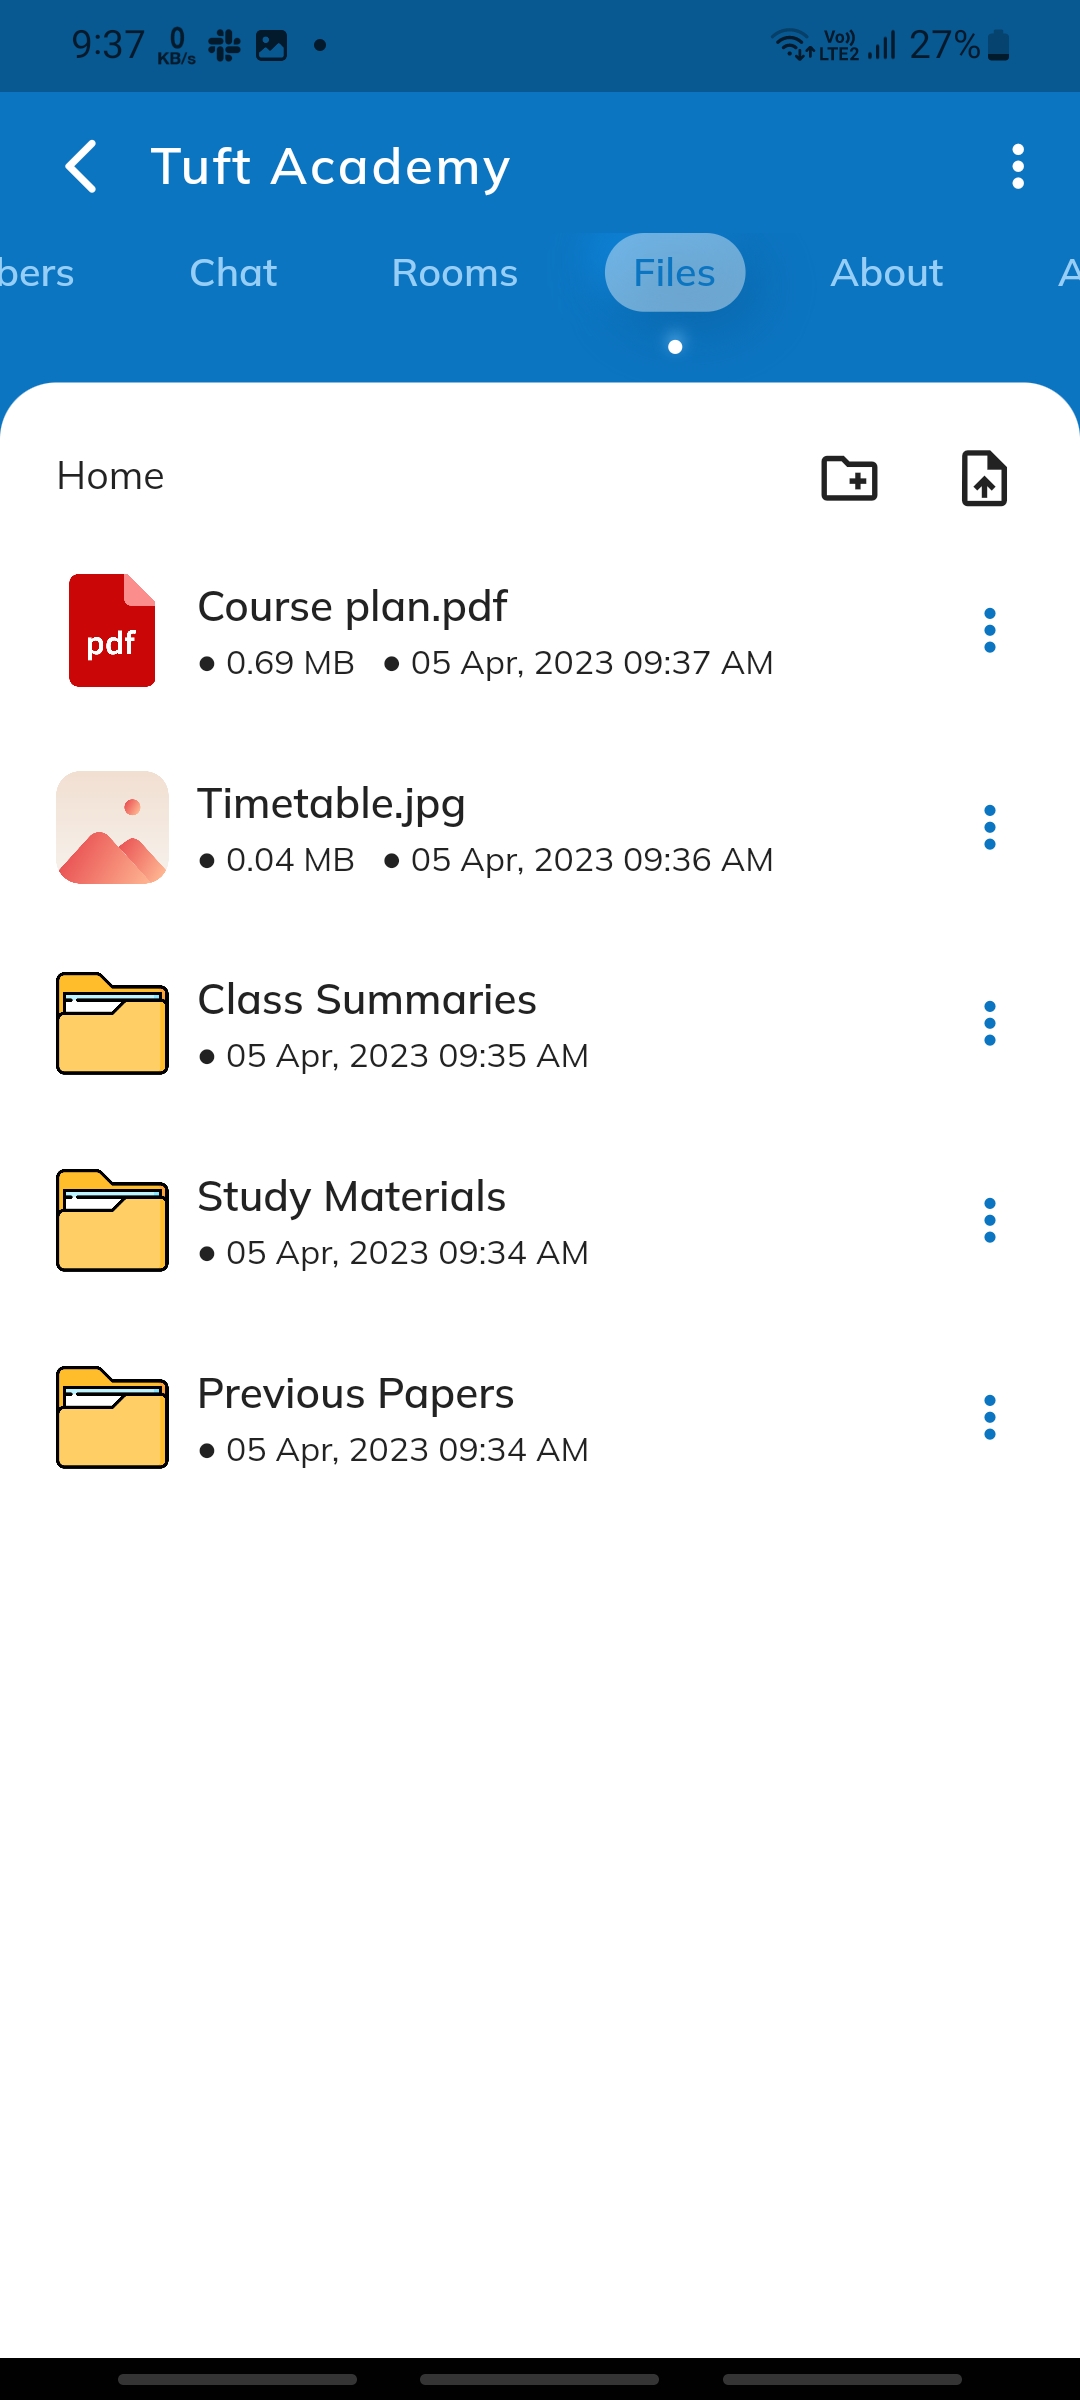 9:37 0 KB/s Vo)) LTE2 27%
Tuft Academy
bers Chat Rooms Files About A
Home
pdf
Course plan.pdf
● 0.69 MB ● 05 Apr, 2023 09:37 AM
Timetable.jpg
● 0.04 MB ● 05 Apr, 2023 09:36 AM
Class Summaries
● 05 Apr, 2023 09:35 AM
Study Materials
● 05 Apr, 2023 09:34 AM
Previous Papers
● 05 Apr, 2023 09:34 AM